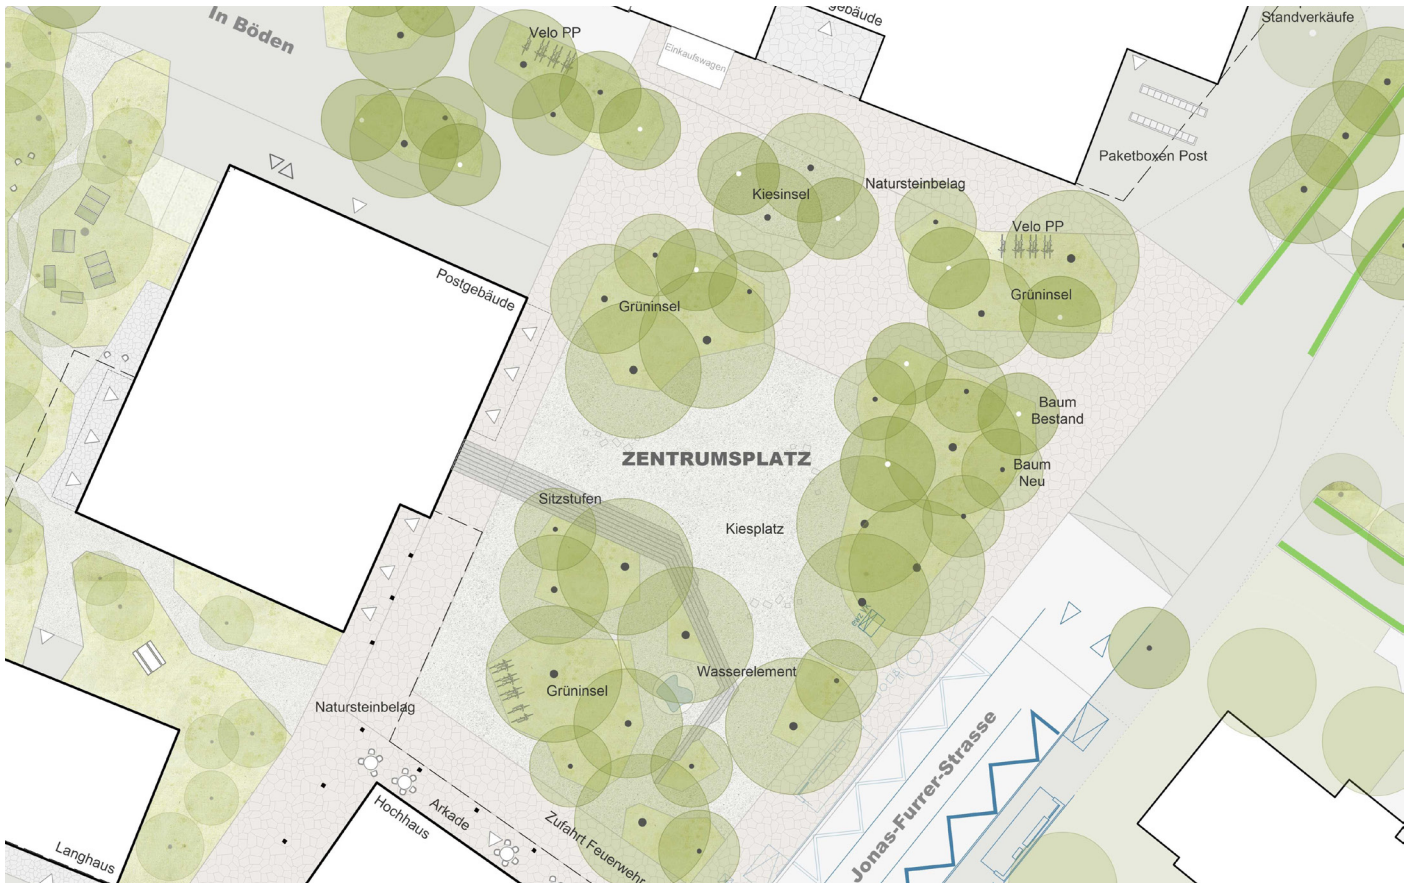 In Böden
Velo PP
Einkaufswagen
gebäude
Standverkäufe
Paketboxen Post
Kiesinsel
Natursteinbelag
Velo PP
Grüninsel
Postgebäude
Grüninsel
Baum
Bestand
ZENTRUMSPLATZ
Baum
Neu
Sitzstufen
Kiesplatz
Wasserelement
Grüninsel
Natursteinbelag
Hochhaus
Arkade
Zufahrt Feuerwehr
Langhaus
Jonas-Furrer-Strasse